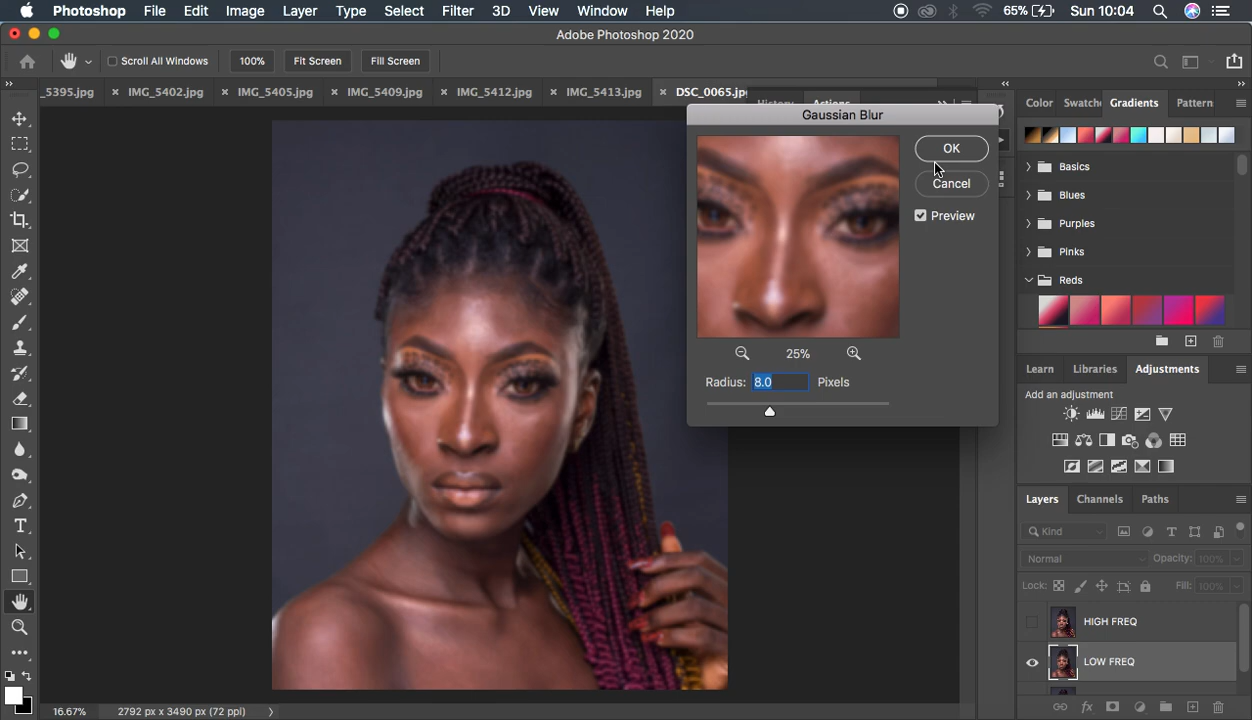 Photoshop File Edit Image Layer Type Select Filter 3D View Window Help 65% Sun 10:04
Adobe Photoshop 2020
Scroll All Windows 100% Fit Screen Fill Screen
_5395.jpg × IMG_5402.jpg × IMG_5405.jpg × IMG_5409.jpg × IMG_5412.jpg × IMG_5413.jpg × DSC_0065.jp
History Actions
Gaussian Blur
OK
Cancel
Preview
25%
Radius: 8.0 Pixels
Color Swatche Gradients Pattern
Basics
Blues
Purples
Pinks
Reds
Learn Libraries Adjustments
Add an adjustment
Layers Channels Paths
Kind
Normal Opacity: 100%
Lock: Fill: 100%
HIGH FREQ
LOW FREQ
16.67% 2792 px x 3490 px (72 ppi)